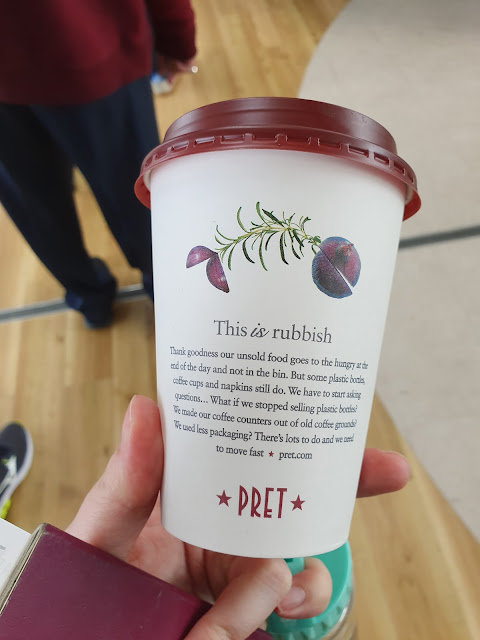 This is rubbish
Thank goodness our unsold food goes to the hungry at the
end of the day and not in the bin. But some plastic bottles,
coffee cups and napkins still do. We have to start asking
questions... What if we stopped selling plastic bottles?
We made our coffee counters out of old coffee grounds?
We used less packaging? There's lots to do and we need
to move fast ★ pret.com
★ PRET ★